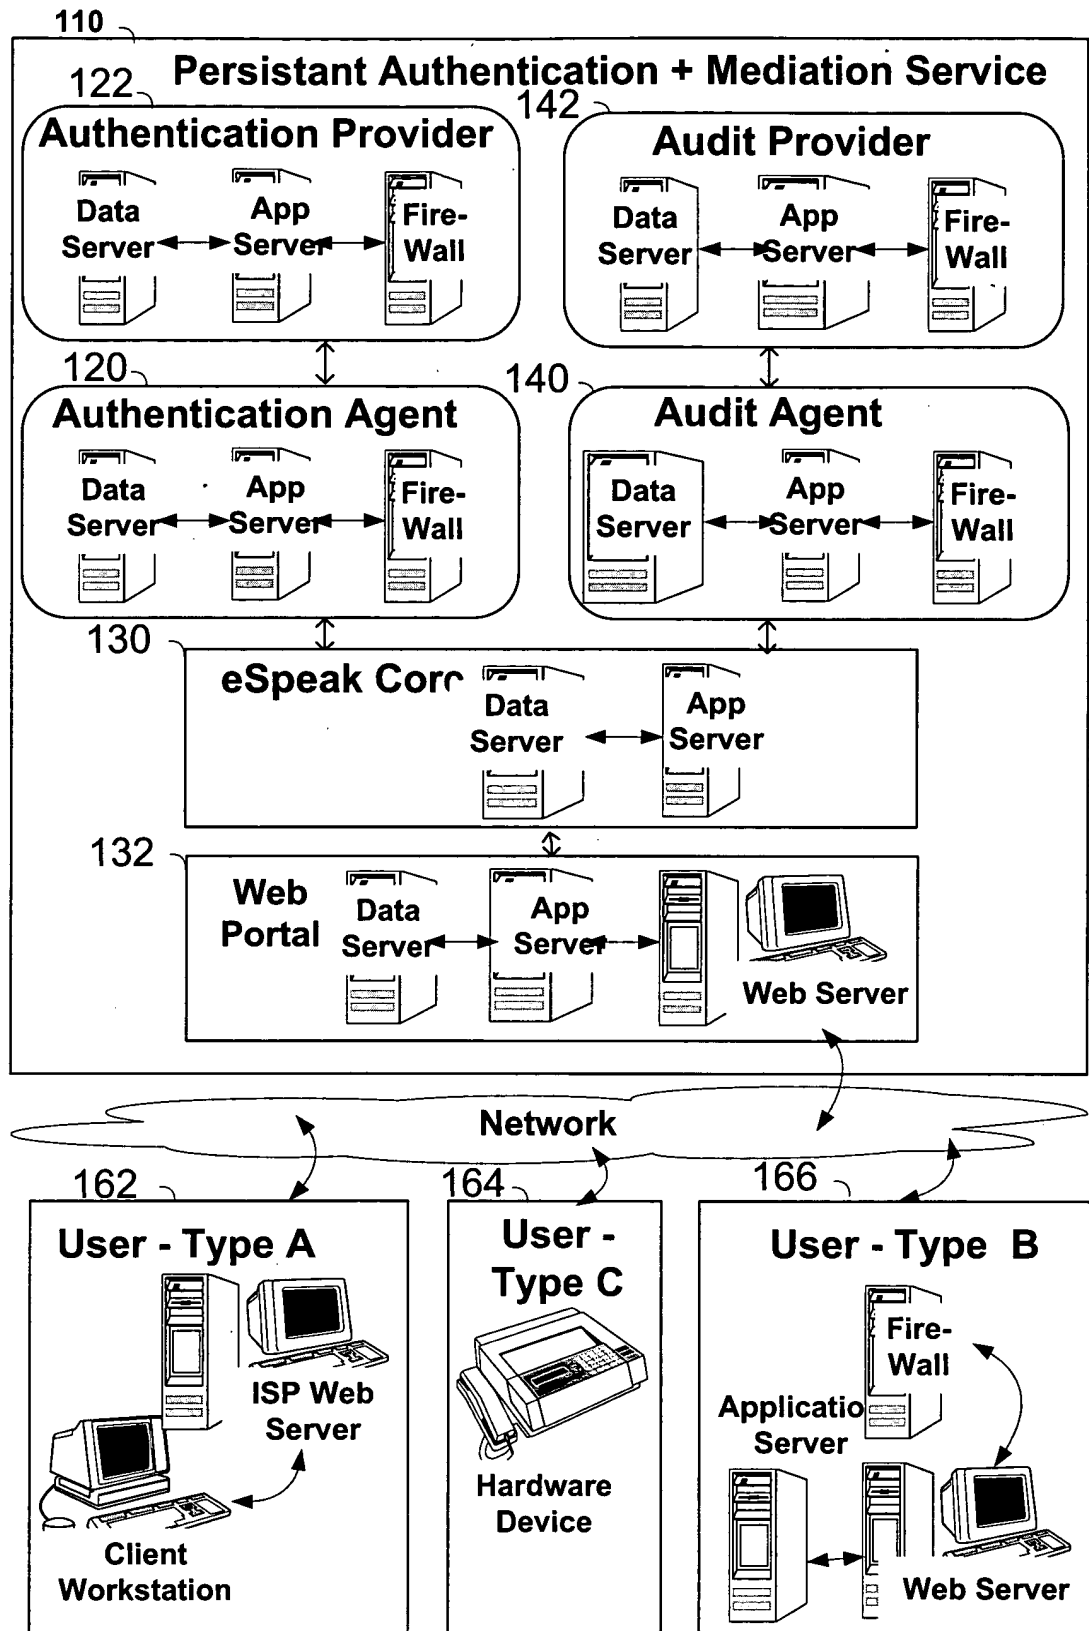 110
Persistant Authentication + Mediation Service
122
142
Authentication Provider
Audit Provider
Data
Server
App
Server
Fire-
Wall
Data
Server
App
Server
Fire-
Wall
120
140
Authentication Agent
Audit Agent
Data
Server
App
Server
Fire-
Wall
Data
Server
App
Server
Fire-
Wall
130
eSpeak
Data
Server
App
Server
132
Web
Portal
Data
Server
App
Server
Web Server
Network
162
164
166
User - Type A
ISP Web
Server
Client
Workstation
User -
Type C
Hardware
Device
User - Type B
Fire-
Wall
Applicatio
Server
Web Server